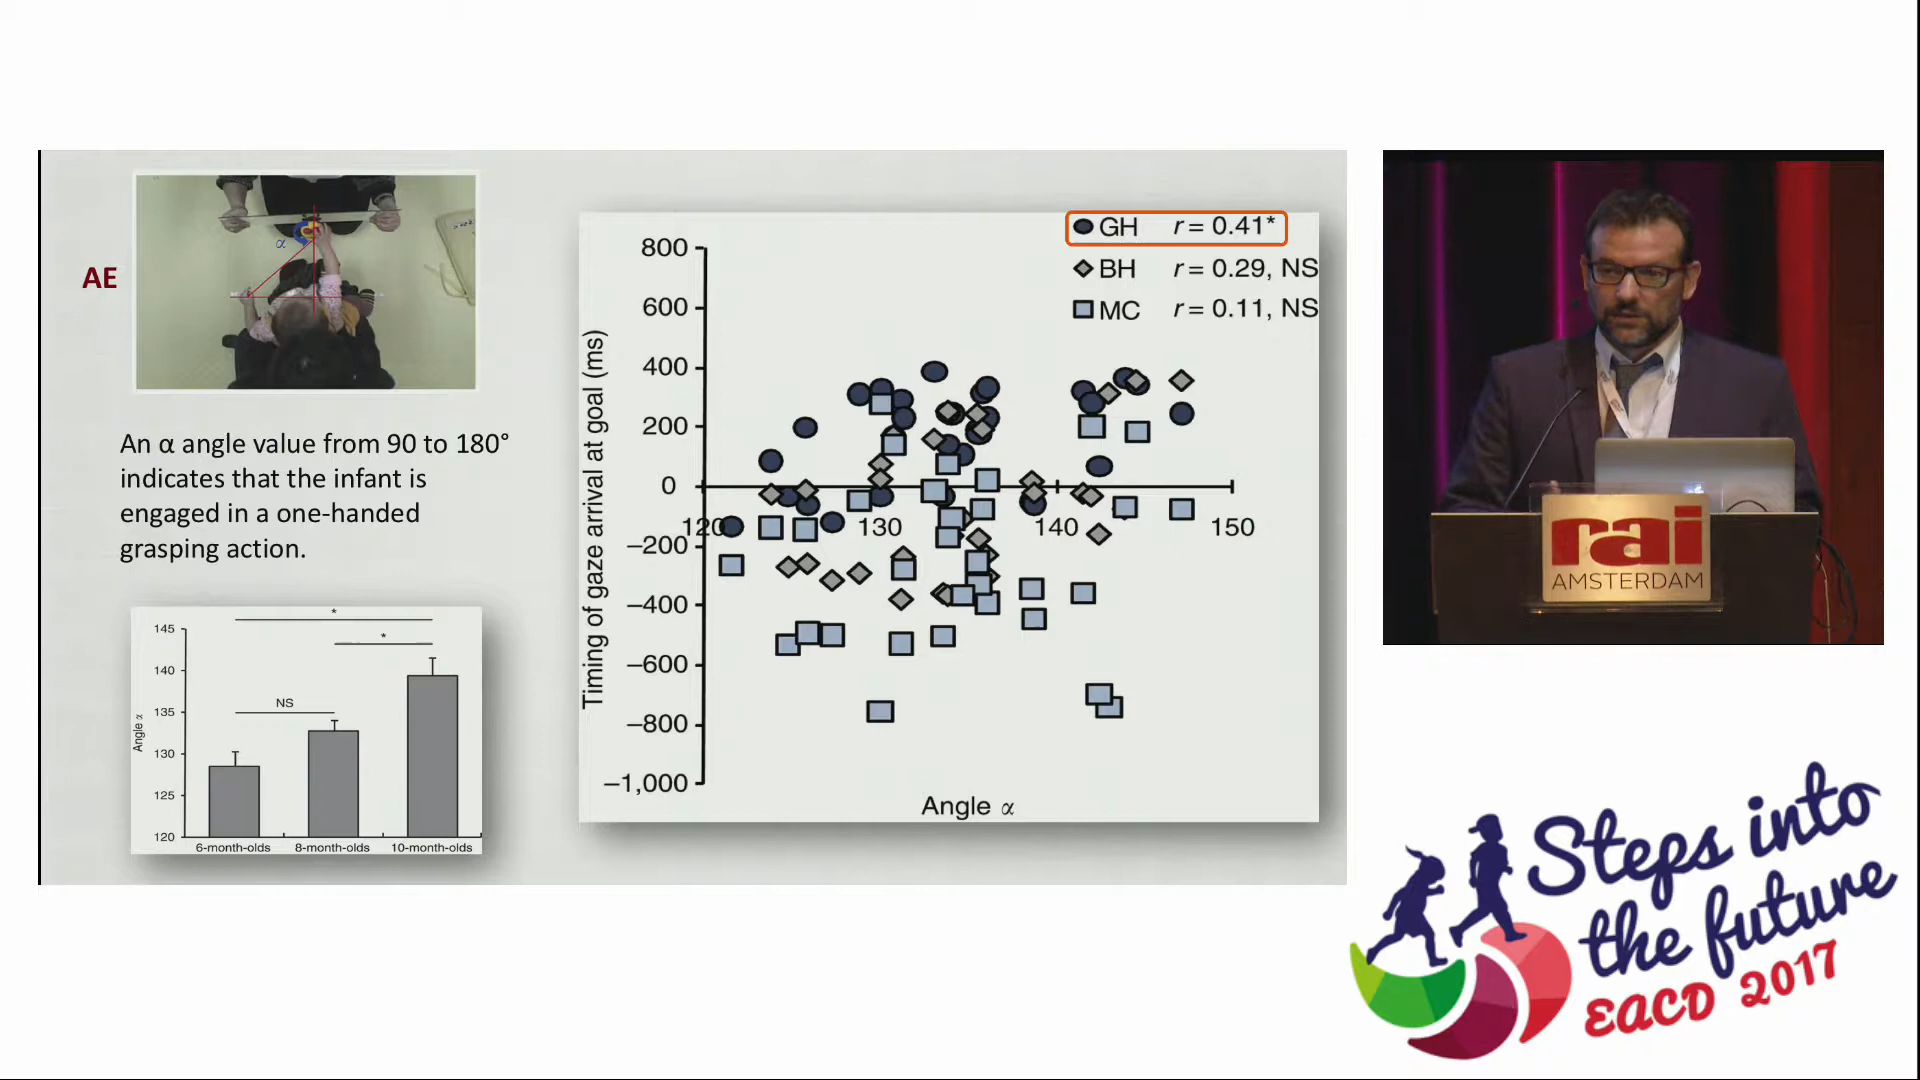 AE
α
An α angle value from 90 to 180°
indicates that the infant is
engaged in a one-handed
grasping action.
*
*
NS
145
140
135
130
125
120
Angle α
6-month-olds 8-month-olds 10-month-olds
GH r = 0.41*
BH r = 0.29, NS
MC r = 0.11, NS
Timing of gaze arrival at goal (ms)
800
600
400
200
0
–200
–400
–600
–800
–1,000
120 130 140 150
Angle α
rai
AMSTERDAM
Steps into
the future
EACD 2017